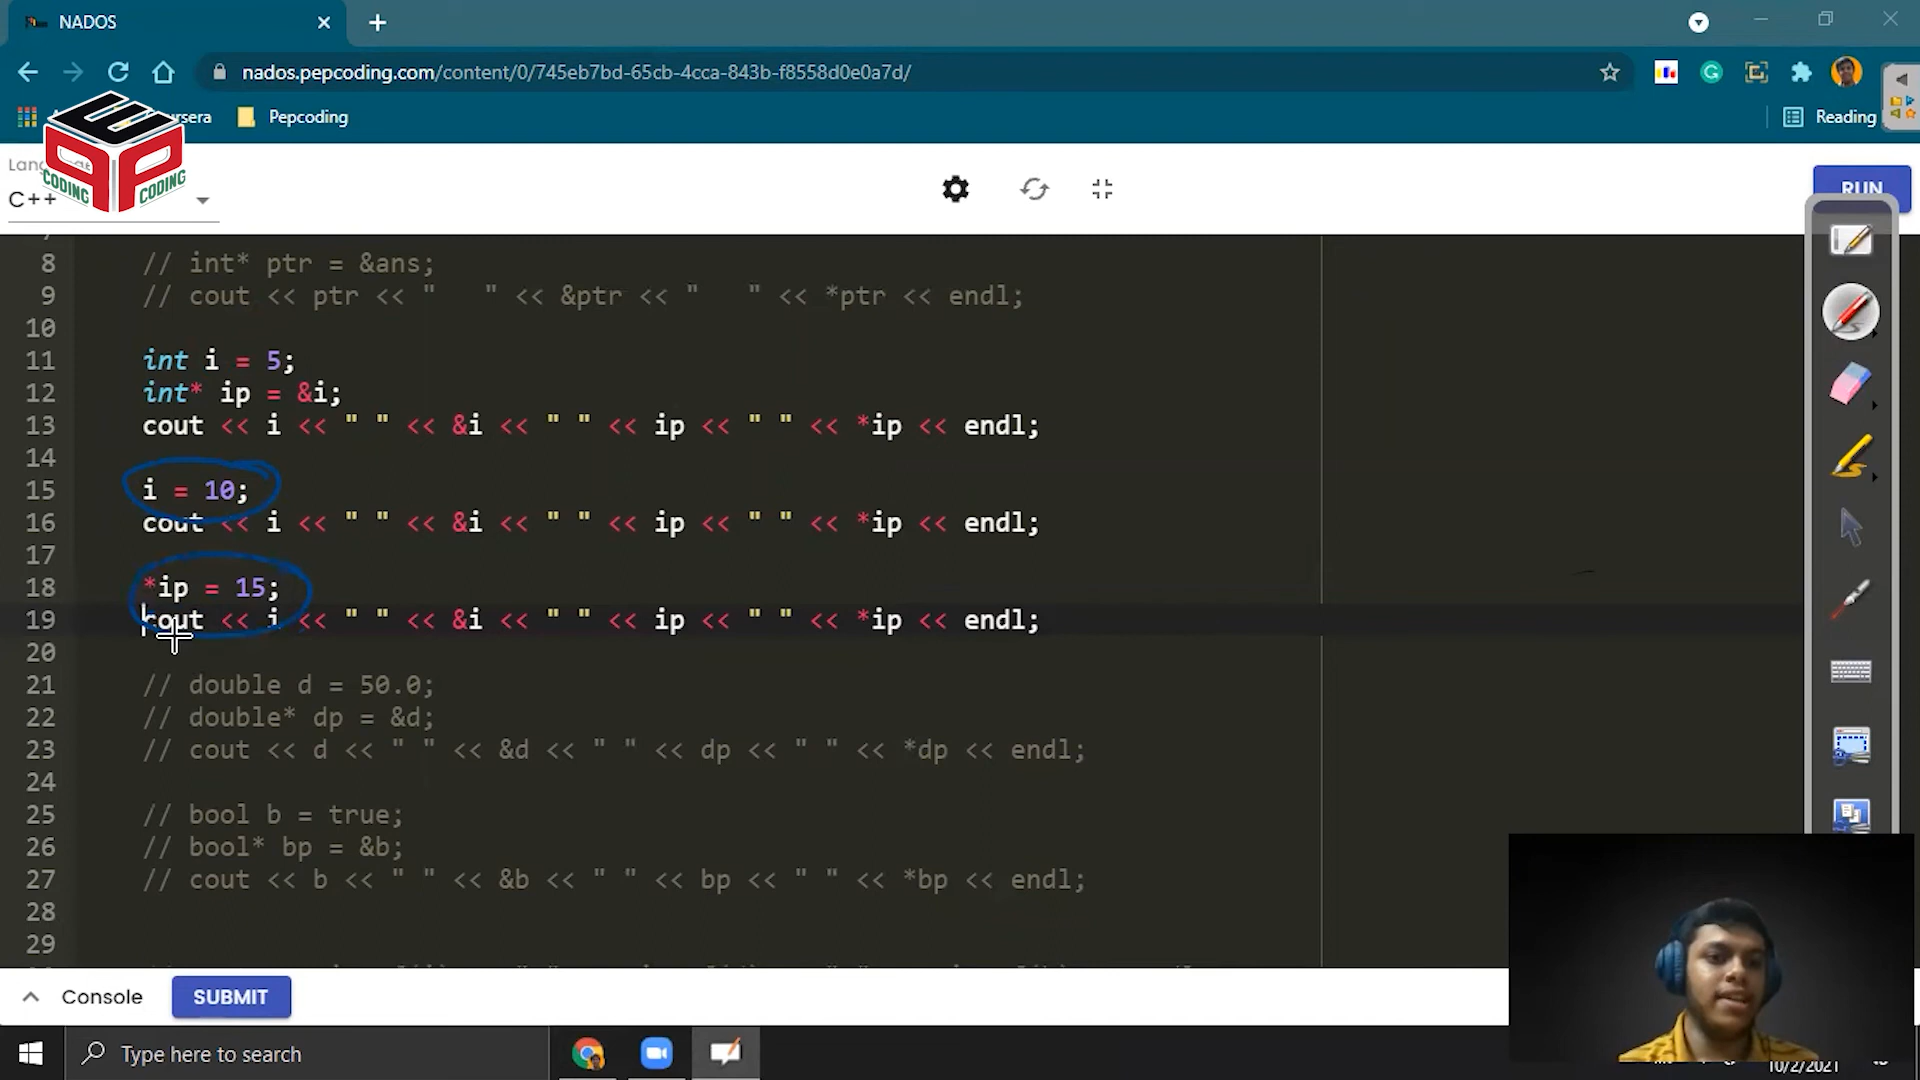 NADOS
nados.pepcoding.com/content/0/745eb7bd-65cb-4cca-843b-f8558d0e0a7d/
Pepcoding
Reading
CODING
CODING
C++
RUN
8 // int* ptr = &ans;
9 // cout << ptr << "   " << &ptr << "   " << *ptr << endl;
10
11 int i = 5;
12 int* ip = &i;
13 cout << i << " " << &i << " " << ip << " " << *ip << endl;
14
15 i = 10;
16 cout << i << " " << &i << " " << ip << " " << *ip << endl;
17
18 *ip = 15;
19 cout << i << " " << &i << " " << ip << " " << *ip << endl;
20
21 // double d = 50.0;
22 // double* dp = &d;
23 // cout << d << " " << &d << " " << dp << " " << *dp << endl;
24
25 // bool b = true;
26 // bool* bp = &b;
27 // cout << b << " " << &b << " " << bp << " " << *bp << endl;
28
29
Console
SUBMIT
Type here to search
10/2/2021